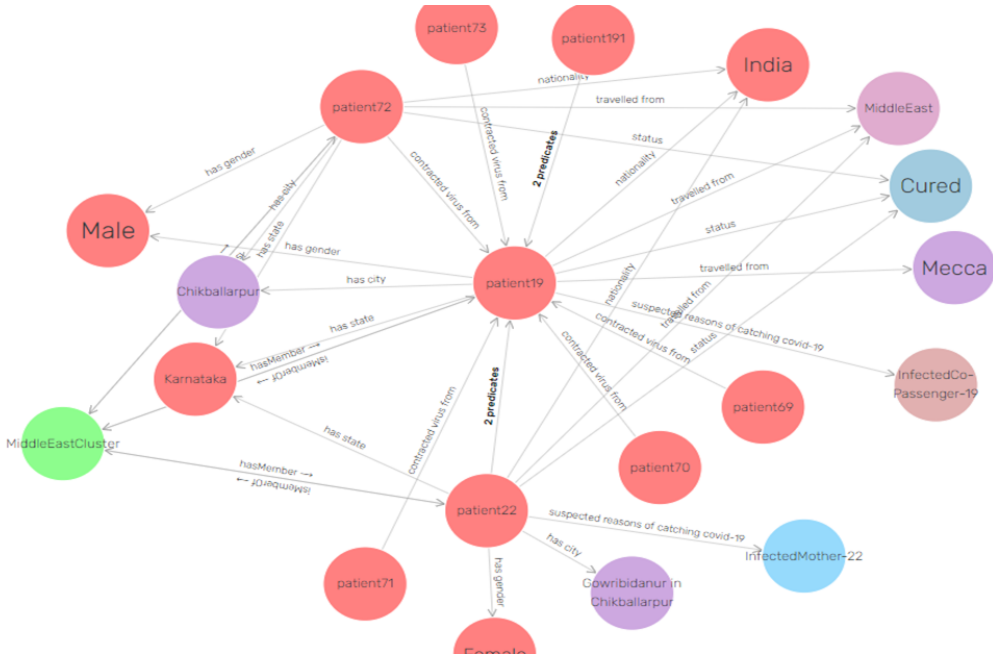 patient73
patient191
India
nationality
patient72
travelled from
MiddleEast
status
contracted virus from
2 predicates
contracted virus from
has gender
nationality
has city
travelled from
Cured
Male
has state
has gender
status
Chikballarpur
has city
patient19
travelled from
Mecca
nationality
travelled from
suspected reasons of catching covid-19
has state
contracted virus from
hasMember →
isMemberOf →
status
Karnataka
contracted virus from
InfectedCo-
Passenger-19
2 predicates
patient69
contracted virus from
has state
MiddleEastCluster
hasMember →
isMemberOf →
patient70
patient22
suspected reasons of catching covid-19
has city
InfectedMother-22
patient71
has gender
Gowribidanur in
Chikballarpur
Female